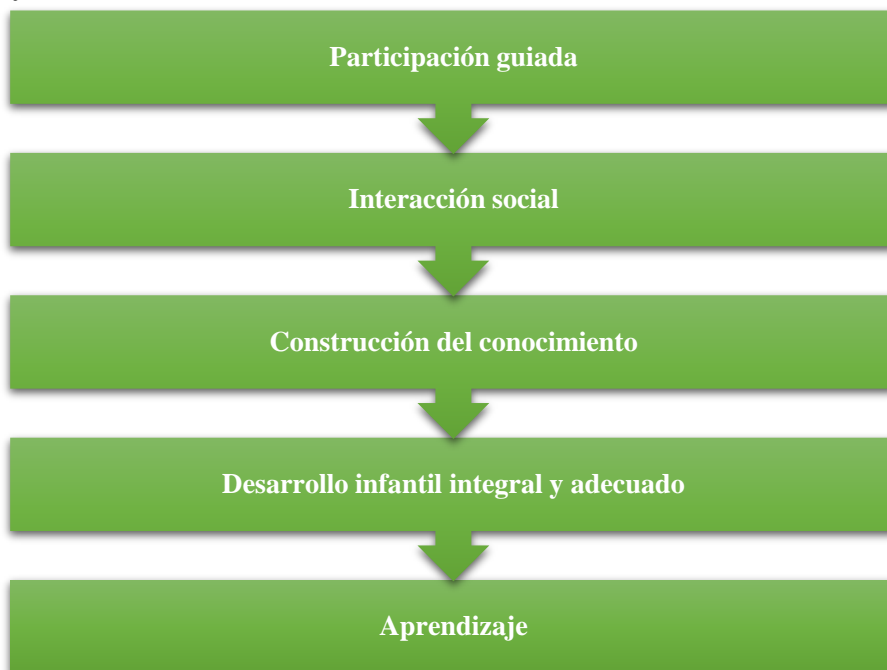 Participación guiada
Interacción social
Construcción del conocimiento
Desarrollo infantil integral y adecuado
Aprendizaje